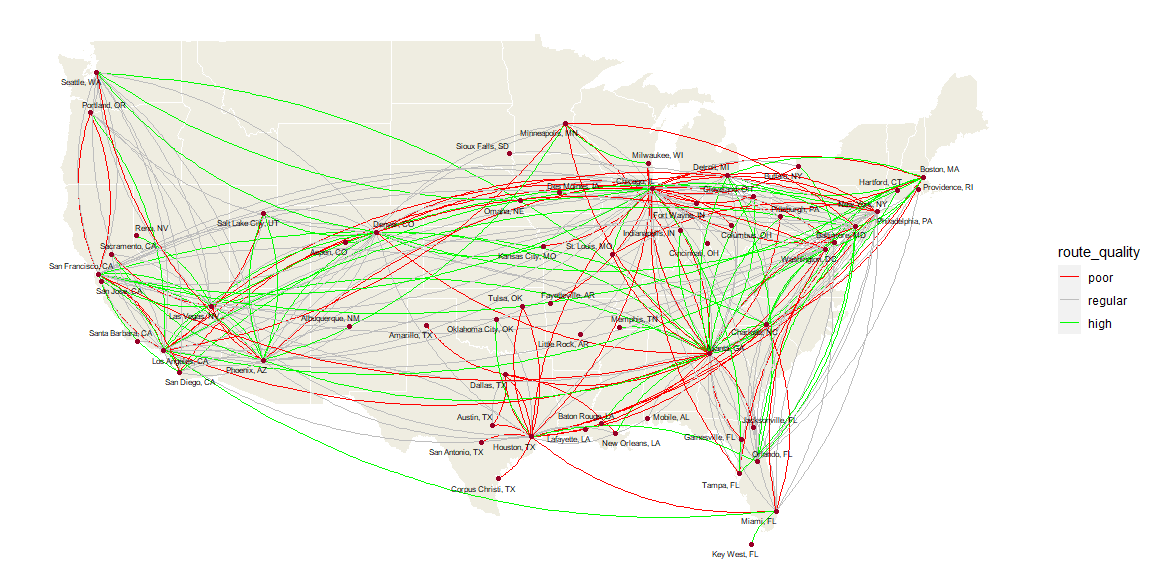 Seattle, WA
Portland, OR
Minneapolis, MN
Sioux Falls, SD
Milwaukee, WI
Detroit, MI
Boston, MA
Hartford, CT
Providence, RI
Des Moines, IA
Chicago, IL
Cleveland, OH
Omaha, NE
New York, NY
Fort Wayne, IN
Pittsburgh, PA
Philadelphia, PA
Salt Lake City, UT
Reno, NV
Denver, CO
Indianapolis, IN
Columbus, OH
Baltimore, MD
Sacramento, CA
Aspen, CO
Kansas City, MO
St. Louis, MO
Cincinnati, OH
Washington, DC
San Francisco, CA
San Jose, CA
route_quality
poor
regular
high
Tulsa, OK
Fayetteville, AR
Las Vegas, NV
Albuquerque, NM
Memphis, TN
Santa Barbara, CA
Amarillo, TX
Oklahoma City, OK
Little Rock, AR
Charlotte, NC
Atlanta, GA
Los Angeles, CA
Phoenix, AZ
San Diego, CA
Dallas, TX
Austin, TX
Baton Rouge, LA
Mobile, AL
Jacksonville, FL
Lafayette, LA
New Orleans, LA
Gainesville, FL
Houston, TX
San Antonio, TX
Orlando, FL
Corpus Christi, TX
Tampa, FL
Miami, FL
Key West, FL